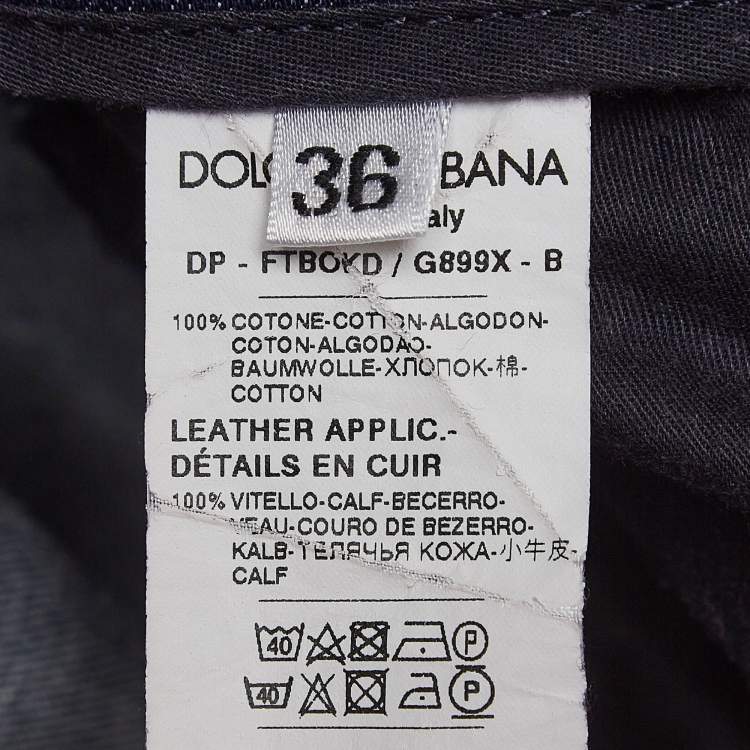 36
DOL BANA
aly
DP - FTBOKD / G899X - B
100% COTONE-COTTON-ALGODON-
COTON-ALGODAO-
BAUMWOLLE-ХЛОПОК-棉-
COTTON
LEATHER APPLIC.-
DÉTAILS EN CUIR
100% VITELLO-CALF-BECERRO-
VEAU-COURO DE BEZERRO-
KALB-ТЕЛЯЧЬЯ КОЖА-小牛皮-
CALF
40 P
40 P